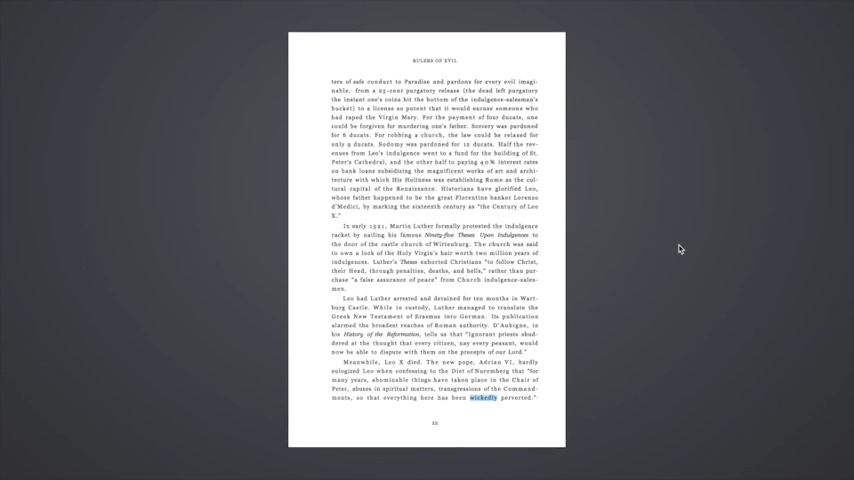 RULERS OF EVIL
ters of safe conduct to Paradise and pardons for every evil imagi-
nable, from a 25-cent purgatory release (the dead left purgatory
the instant one's coins hit the bottom of the indulgence-salesman's
bucket) to a license so potent that it would excuse someone who
had raped the Virgin Mary. For the payment of four ducats, one
could be forgiven for murdering one's father. Sorcery was pardoned
for 6 ducats. For robbing a church, the law could be relaxed for
only 9 ducats. Sodomy was pardoned for 12 ducats. Half the rev-
enues from Leo's indulgence went to a fund for the building of St.
Peter's Cathedral, and the other half to paying 40% interest rates
on bank loans subsidizing the magnificent works of art and archi-
tecture with which His Holiness was establishing Rome as the cul-
tural capital of the Renaissance. Historians have glorified Leo,
whose father happened to be the great Florentine banker Lorenzo
d'Medici, by marking the sixteenth century as "the Century of Leo
X."
In early 1521, Martin Luther formally protested the indulgence
racket by nailing his famous Ninety-five Theses Upon Indulgences to
the door of the castle church of Wittenburg. The church was said
to own a lock of the Holy Virgin's hair worth two million years of
indulgences. Luther's Theses exhorted Christians "to follow Christ,
their Head, through penalties, deaths, and hells," rather than pur-
chase "a false assurance of peace" from Church indulgence-sales-
men.
Leo had Luther arrested and detained for ten months in Wart-
burg Castle. While in custody, Luther managed to translate the
Greek New Testament of Erasmus into German. Its publication
alarmed the broadest reaches of Roman authority. D'Aubigne, in
his History of the Reformation, tells us that "Ignorant priests shud-
dered at the thought that every citizen, nay every peasant, would
now be able to dispute with them on the precepts of our Lord."
Meanwhile, Leo X died. The new pope, Adrian VI, hardly
eulogized Leo when confessing to the Diet of Nuremberg that "for
many years, abominable things have taken place in the Chair of
Peter, abuses in spiritual matters, transgressions of the Command-
ments, so that everything here has been wickedly perverted."
22